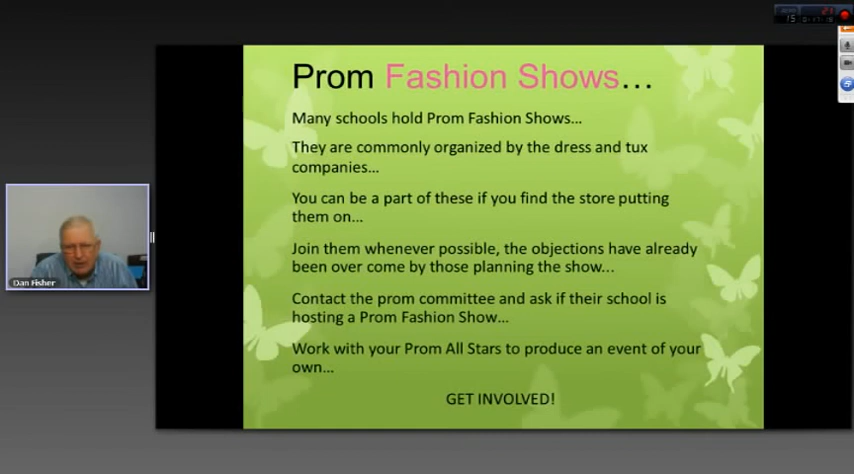 Prom Fashion Shows...
Many schools hold Prom Fashion Shows...
They are commonly organized by the dress and tux
companies...
You can be a part of these if you find the store putting
them on...
Join them whenever possible, the objections have already
been over come by those planning the show...
Contact the prom committee and ask if their school is
hosting a Prom Fashion Show...
Work with your Prom All Stars to produce an event of your
own...
GET INVOLVED!
Dan Fisher